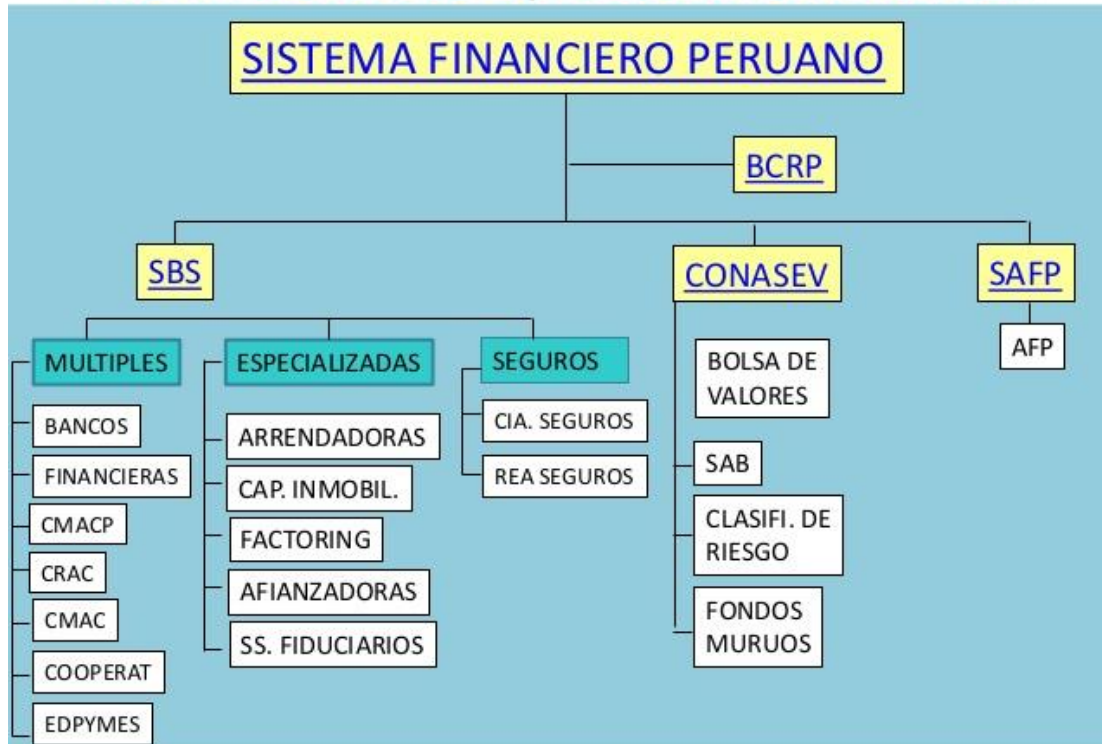 SISTEMA FINANCIERO PERUANO
BCRP
SBS
CONASEV
SAFP
MULTIPLES
BANCOS
FINANCIERAS
CMACP
CRAC
CMAC
COOPERAT
EDPYMES
ESPECIALIZADAS
ARRENDADORAS
CAP. INMOBIL.
FACTORING
AFIANZADORAS
SS. FIDUCIARIOS
SEGUROS
CIA. SEGUROS
REA SEGUROS
BOLSA DE
VALORES
SAB
CLASIFI. DE
RIESGO
FONDOS
MURUOS
AFP